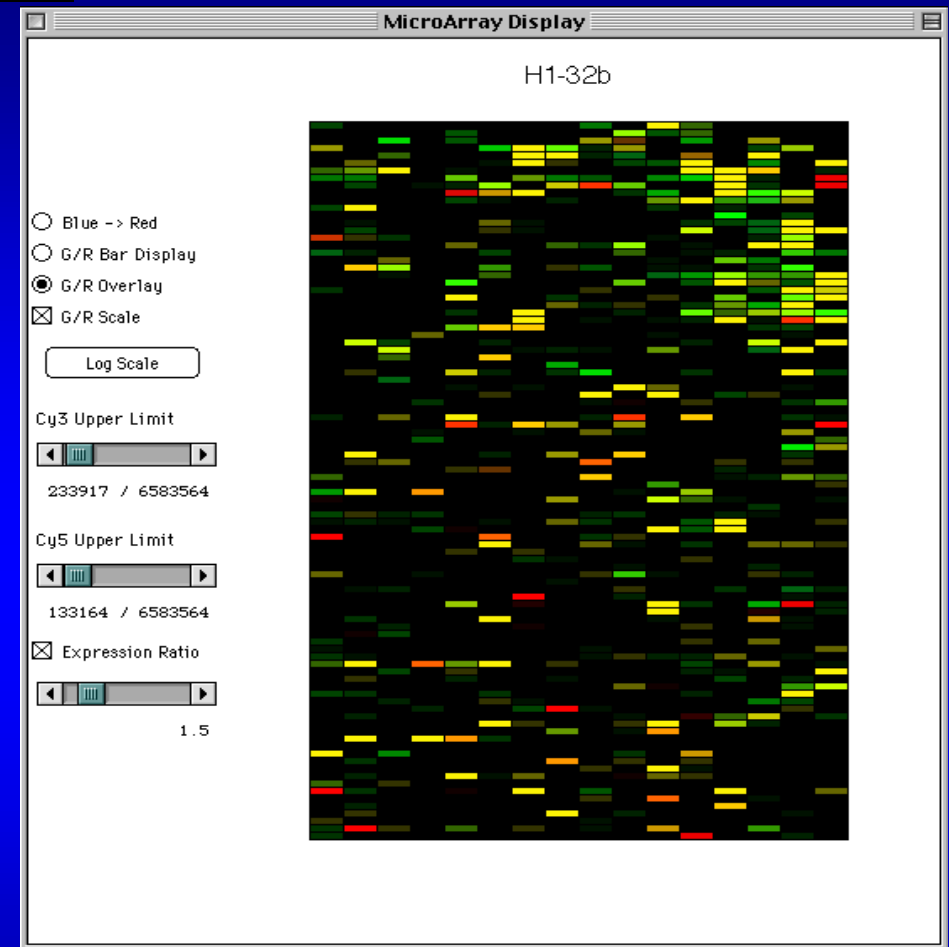 MicroArray Display
H1-32b
Blue -> Red
G/R Bar Display
G/R Overlay
G/R Scale
Log Scale
Cy3 Upper Limit
233917 / 6583564
Cy5 Upper Limit
133164 / 6583564
Expression Ratio
1.5